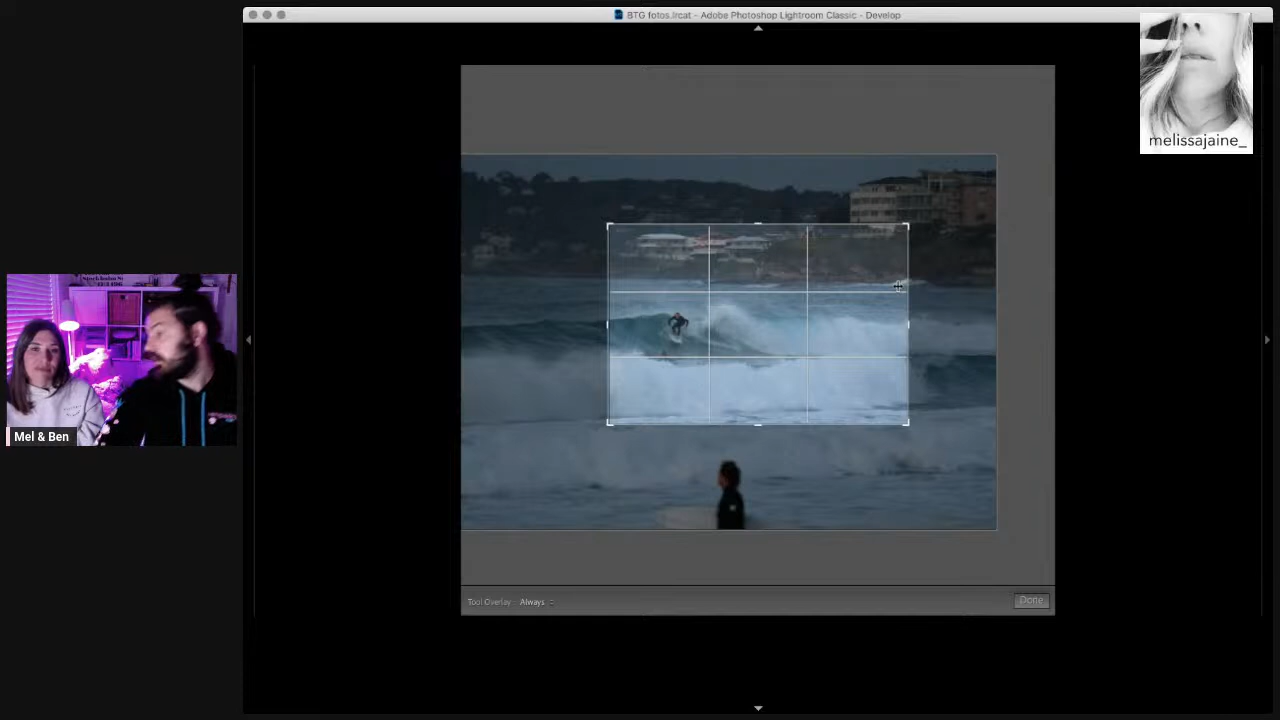 BTG fotos.lrcat - Adobe Photoshop Lightroom Classic - Develop
melissajaine_
Mel & Ben
Tool Overlay: Always
Done